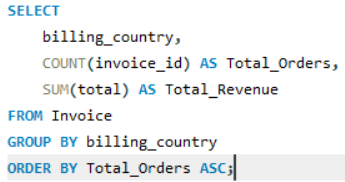 SELECT
    billing_country,
    COUNT(invoice_id) AS Total_Orders,
    SUM(total) AS Total_Revenue
FROM Invoice
GROUP BY billing_country
ORDER BY Total_Orders ASC;